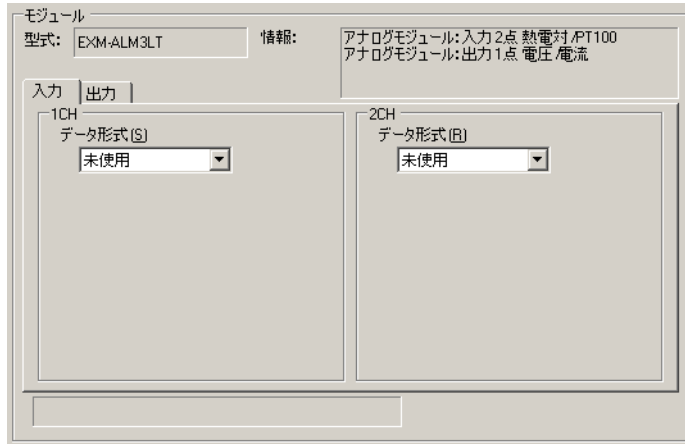 モジュール
型式: EXM-ALM3LT 情報: アナログモジュール:入力2点 熱電対/PT100
アナログモジュール:出力1点 電圧/電流
入力 出力
1CH 2CH
データ形式(S) データ形式(R)
未使用 未使用